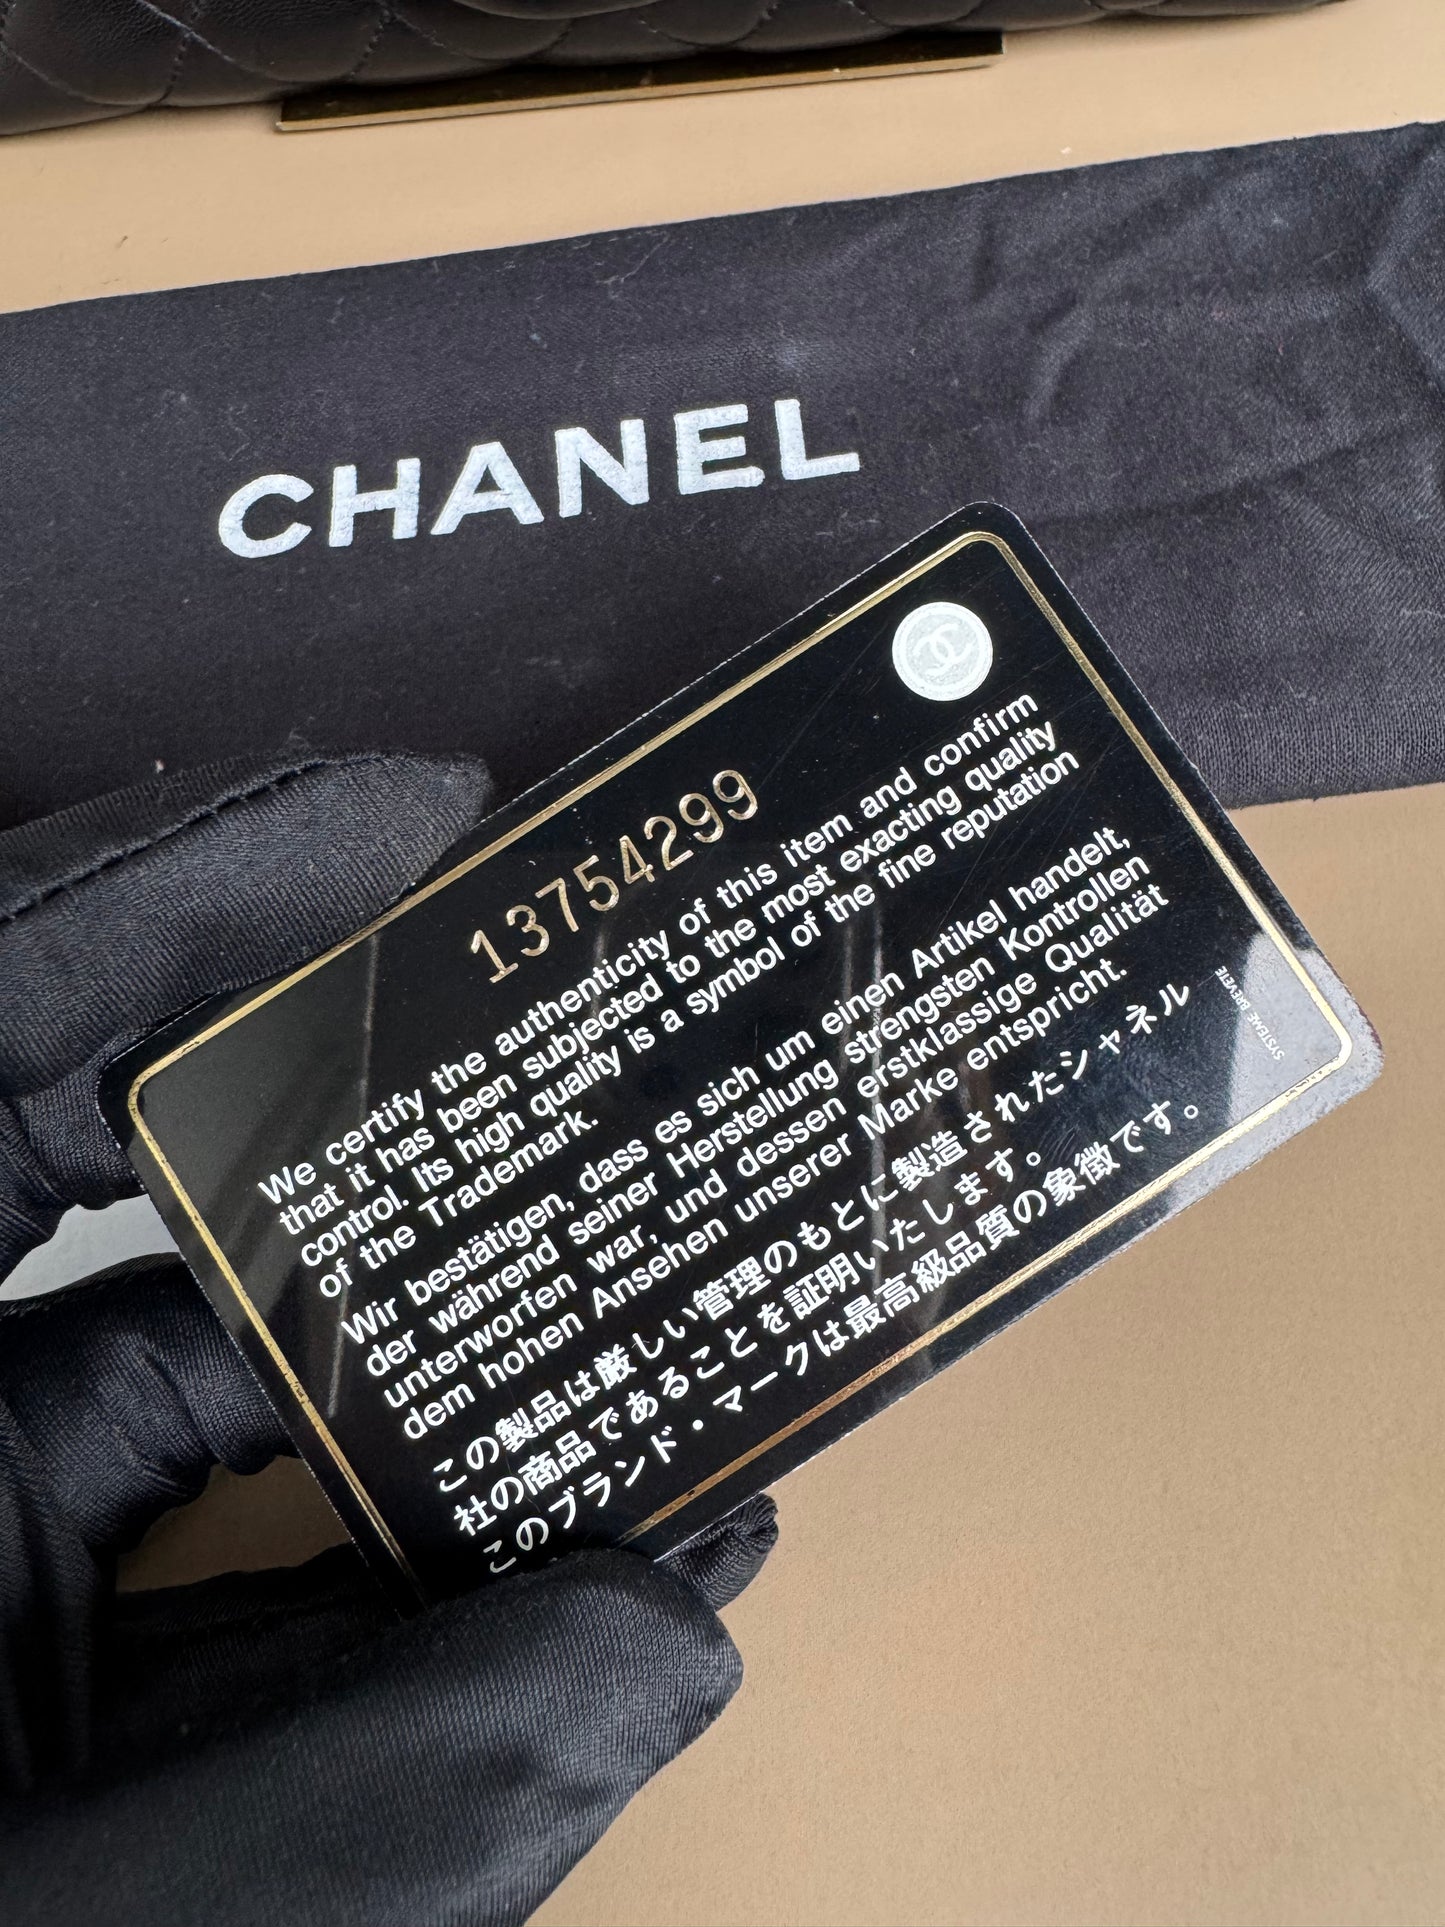 CHANEL
13754299
We certify the authenticity of this item and confirm
that it has been subjected to the most exacting quality
control. Its high quality is a symbol of the fine reputation
of the Trademark.
Wir bestätigen, dass es sich um einen Artikel handelt,
der während seiner Herstellung strengsten Kontrollen
unterworfen war, und dessen erstklassige Qualität
dem hohen Ansehen unserer Marke entspricht.
この製品は厳しい管理のもとに製造されたシャネル
社の商品であることを証明いたします。
このブランド・マークは最高級品質の象徴です。
SYSTEME BREVETE